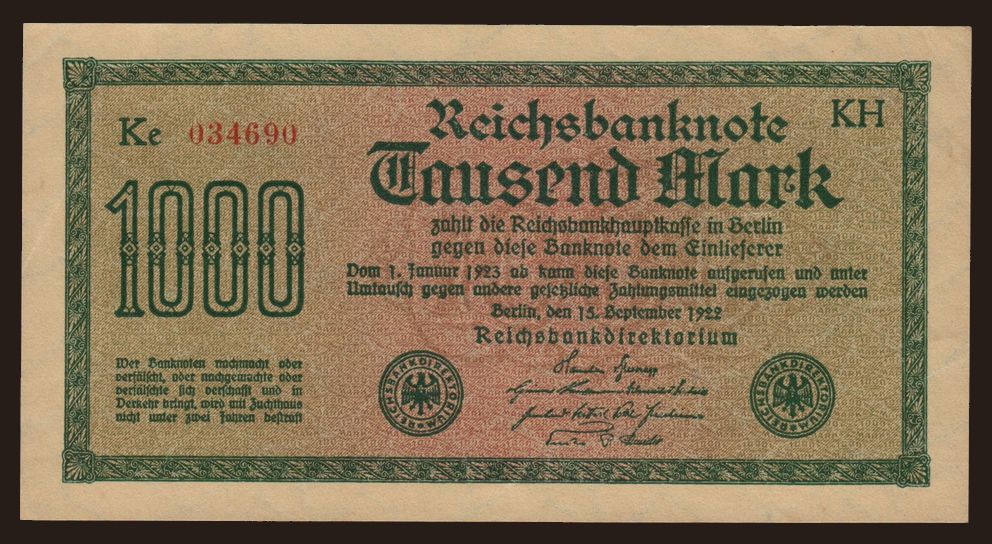 Ke 034690
1000
Reichsbanknote
KH
Tausend Mark
zahlt die Reichsbankhauptkasse in Berlin
gegen diese Banknote dem Einlieferer
Vom 1. Januar 1923 ab kann diese Banknote aufgerufen und unter
Umtausch gegen andere gesetzliche Zahlungsmittel eingezogen werden
Berlin, den 15. September 1922
Reichsbankdirektorium
Wer Banknoten nachmacht oder
verfälscht, oder nachgemachte oder
verfälschte sich verschafft und in
Verkehr bringt, wird mit Zuchthaus
nicht unter zwei Jahren bestraft
REICHSBANKDIREKTORIUM
REICHSBANKDIREKTORIUM